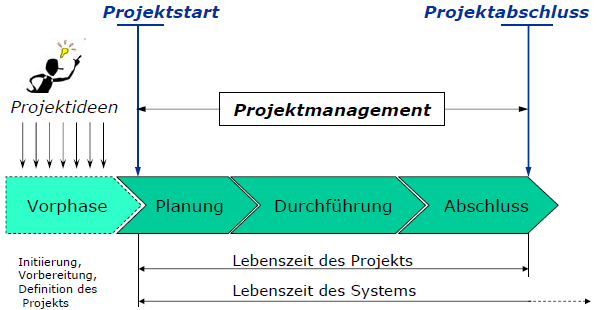 Projektstart
Projektabschluss
Projektideen
Projektmanagement
Vorphase
Planung
Durchführung
Abschluss
Initiierung,
Vorbereitung,
Definition des
Projekts
Lebenszeit des Projekts
Lebenszeit des Systems